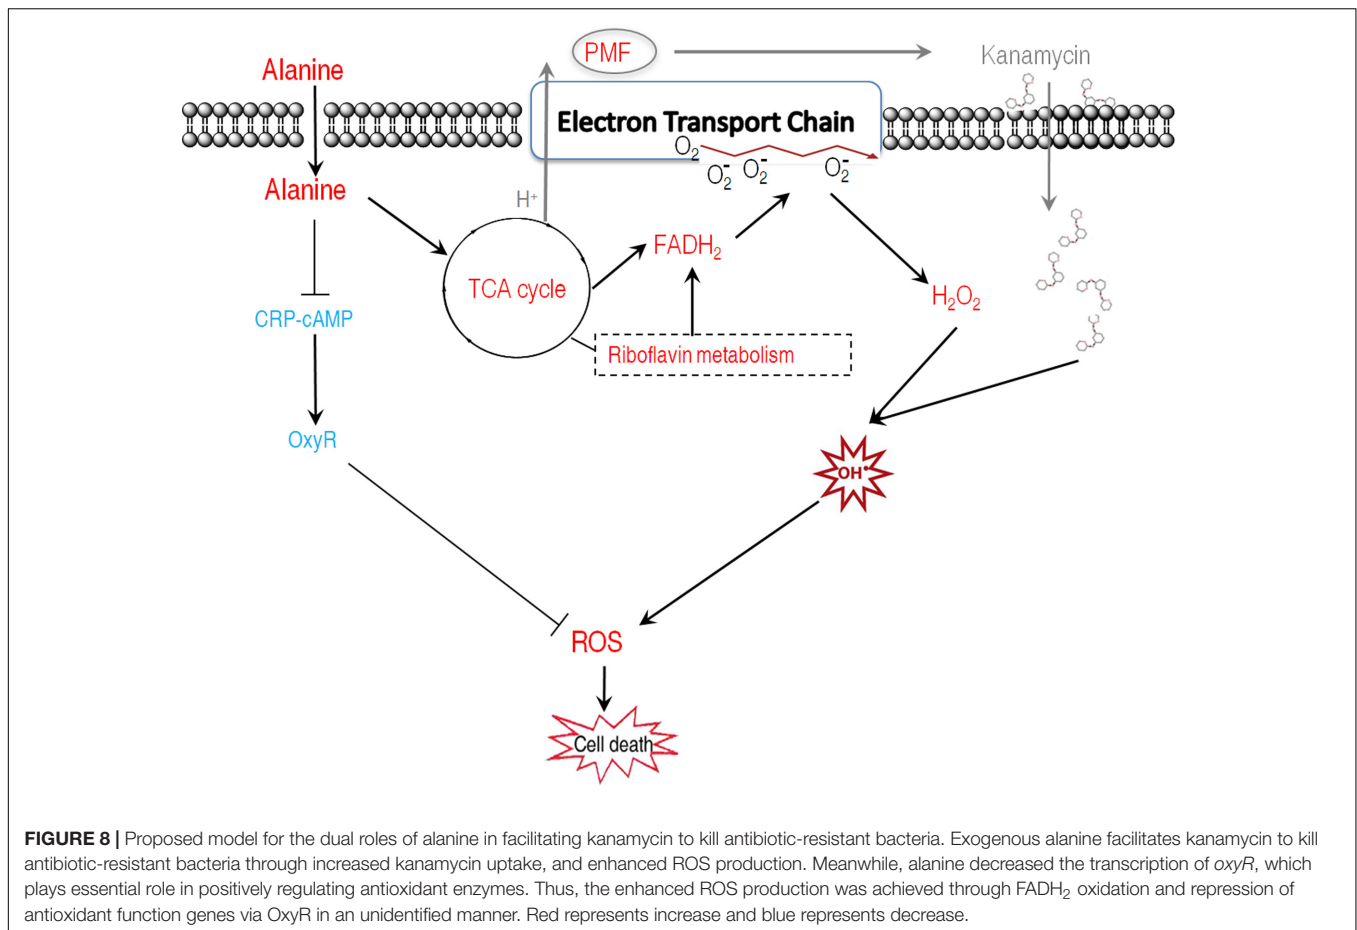 PMF
Kanamycin
Alanine
Electron Transport Chain
O₂
O₂⁻ O₂⁻ O₂⁻
Alanine
H⁺
FADH₂
TCA cycle
H₂O₂
CRP-cAMP
Riboflavin metabolism
OxyR
OH•
ROS
Cell death
FIGURE 8 | Proposed model for the dual roles of alanine in facilitating kanamycin to kill antibiotic-resistant bacteria. Exogenous alanine facilitates kanamycin to kill
antibiotic-resistant bacteria through increased kanamycin uptake, and enhanced ROS production. Meanwhile, alanine decreased the transcription of oxyR, which
plays essential role in positively regulating antioxidant enzymes. Thus, the enhanced ROS production was achieved through FADH₂ oxidation and repression of
antioxidant function genes via OxyR in an unidentified manner. Red represents increase and blue represents decrease.